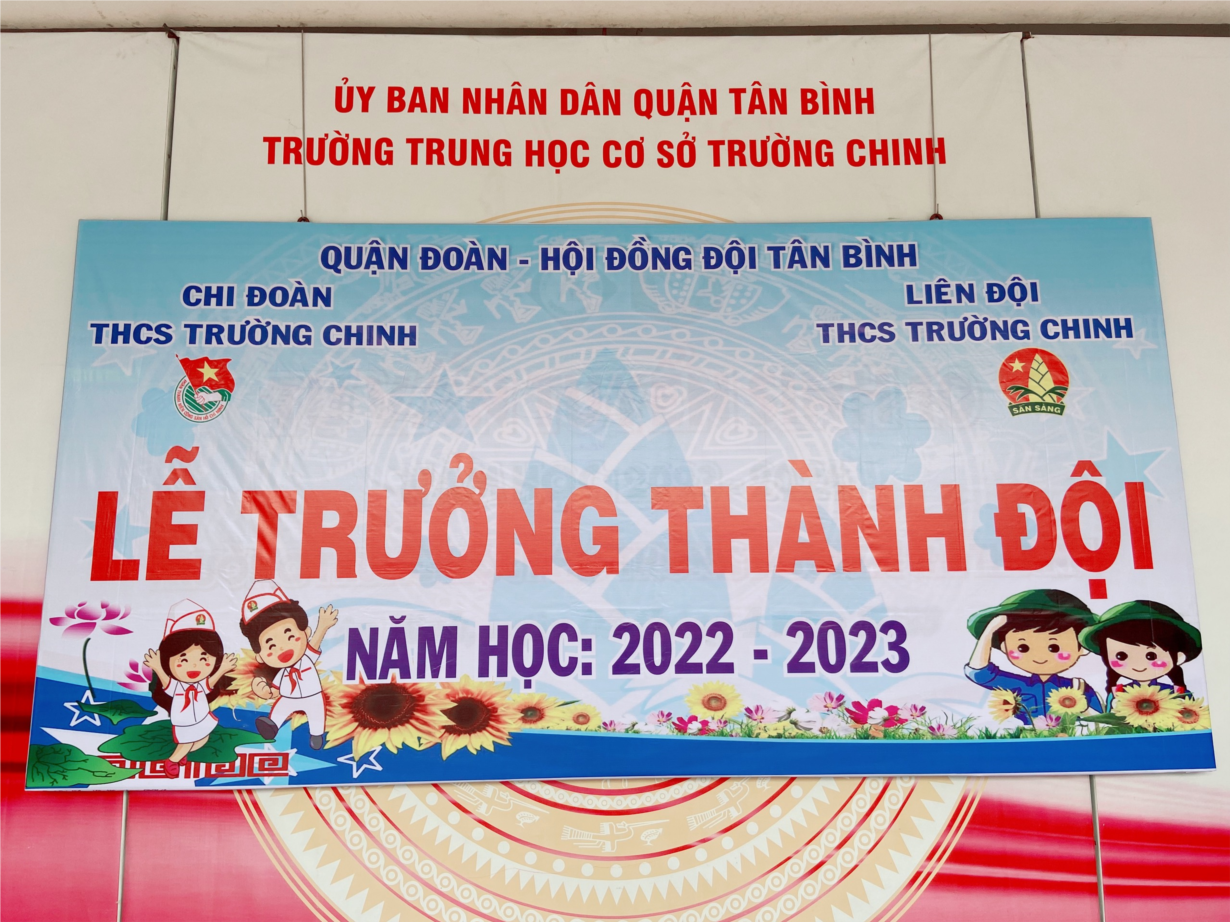 ỦY BAN NHÂN DÂN QUẬN TÂN BÌNH
TRƯỜNG TRUNG HỌC CƠ SỞ TRƯỜNG CHINH
QUẬN ĐOÀN - HỘI ĐỒNG ĐỘI TÂN BÌNH
CHI ĐOÀN
THCS TRƯỜNG CHINH
LIÊN ĐỘI
THCS TRƯỜNG CHINH
SẴN SÀNG
LỄ TRƯỞNG THÀNH ĐỘI
NĂM HỌC: 2022 - 2023